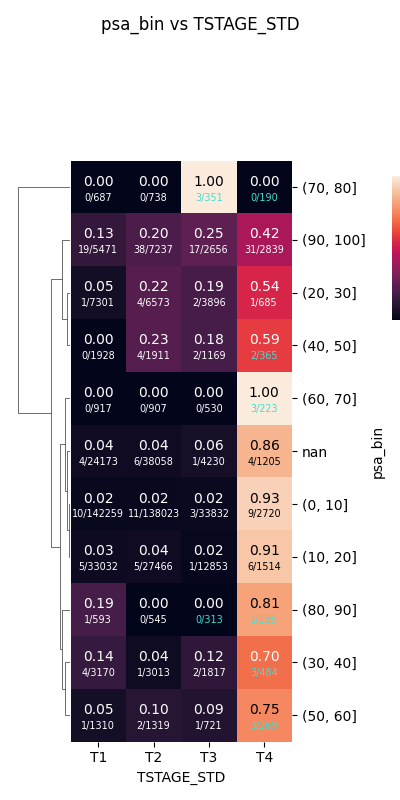 psa_bin vs TSTAGE_STD
0.00 0.00 1.00 0.00 (70, 80]
0/687 0/738 3/351 0/190
0.13 0.20 0.25 0.42 (90, 100]
19/5471 38/7237 17/2656 31/2839
0.05 0.22 0.19 0.54 (20, 30]
1/7301 4/6573 2/3896 1/685
0.00 0.23 0.18 0.59 (40, 50]
0/1928 4/1911 2/1169 2/365
0.00 0.00 0.00 1.00 (60, 70]
0/917 0/907 0/530 3/223
0.04 0.04 0.06 0.86 nan
4/24173 6/38058 1/4230 4/1205
psa_bin
0.02 0.02 0.02 0.93 (0, 10]
10/142259 11/138023 3/33832 9/2720
0.03 0.04 0.02 0.91 (10, 20]
5/33032 5/27466 1/12853 6/1514
0.19 0.00 0.00 0.81 (80, 90]
1/593 0/545 0/313
0.14 0.04 0.12 0.70 (30, 40]
4/3170 1/3013 2/1817 3/484
0.05 0.10 0.09 0.75 (50, 60]
1/1310 2/1319 1/721
T1 T2 T3 T4
TSTAGE_STD